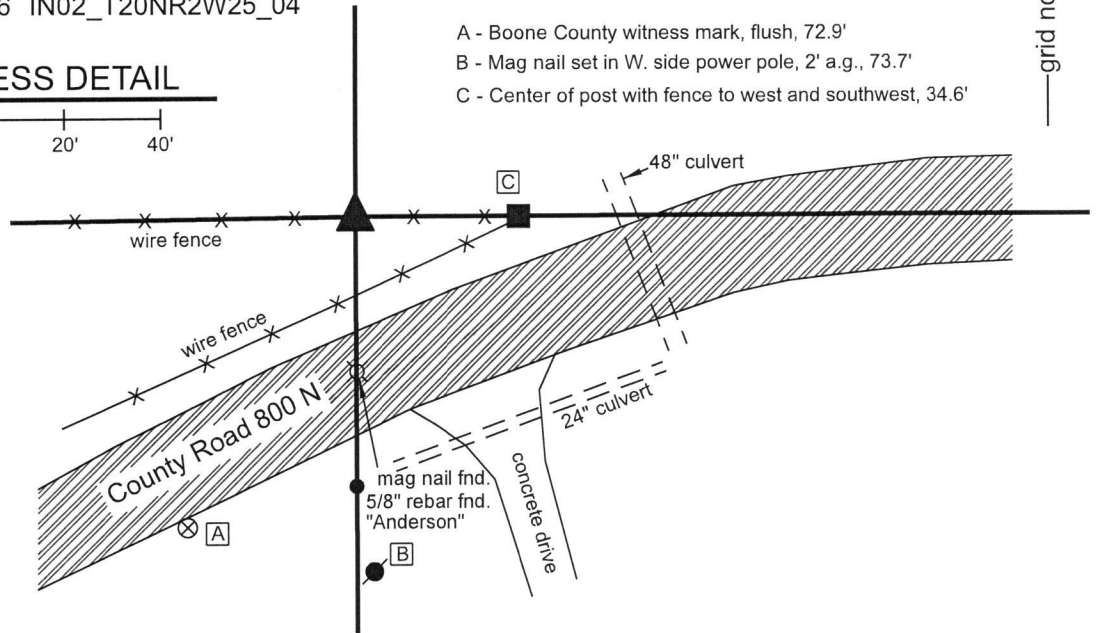 6 IN02_T20NR2W25_04
ESS DETAIL
20' 40'
A - Boone County witness mark, flush, 72.9'
B - Mag nail set in W. side power pole, 2' a.g., 73.7'
C - Center of post with fence to west and southwest, 34.6'
grid no
48" culvert
C
wire fence
wire fence
County Road 800 N
24" culvert
mag nail fnd.
5/8" rebar fnd.
"Anderson"
concrete drive
A
B